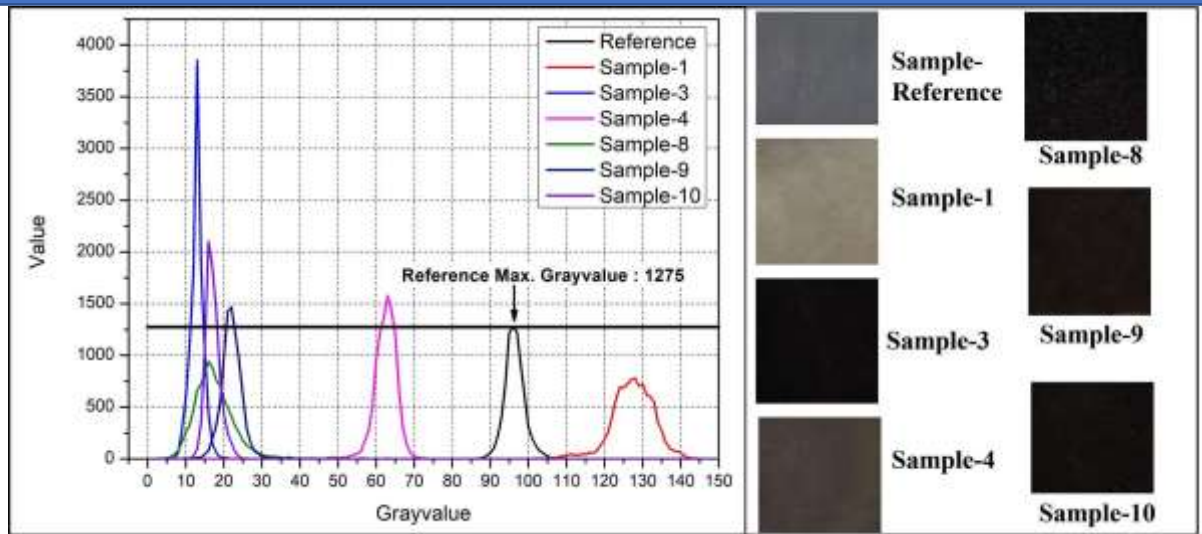 4000
3500
3000
2500
2000
1500
1000
500
0
Value
0 10 20 30 40 50 60 70 80 90 100 110 120 130 140 150
Grayvalue
Reference
Sample-1
Sample-3
Sample-4
Sample-8
Sample-9
Sample-10
Reference Max. Grayvalue : 1275
Sample-
Reference
Sample-1
Sample-3
Sample-4
Sample-8
Sample-9
Sample-10